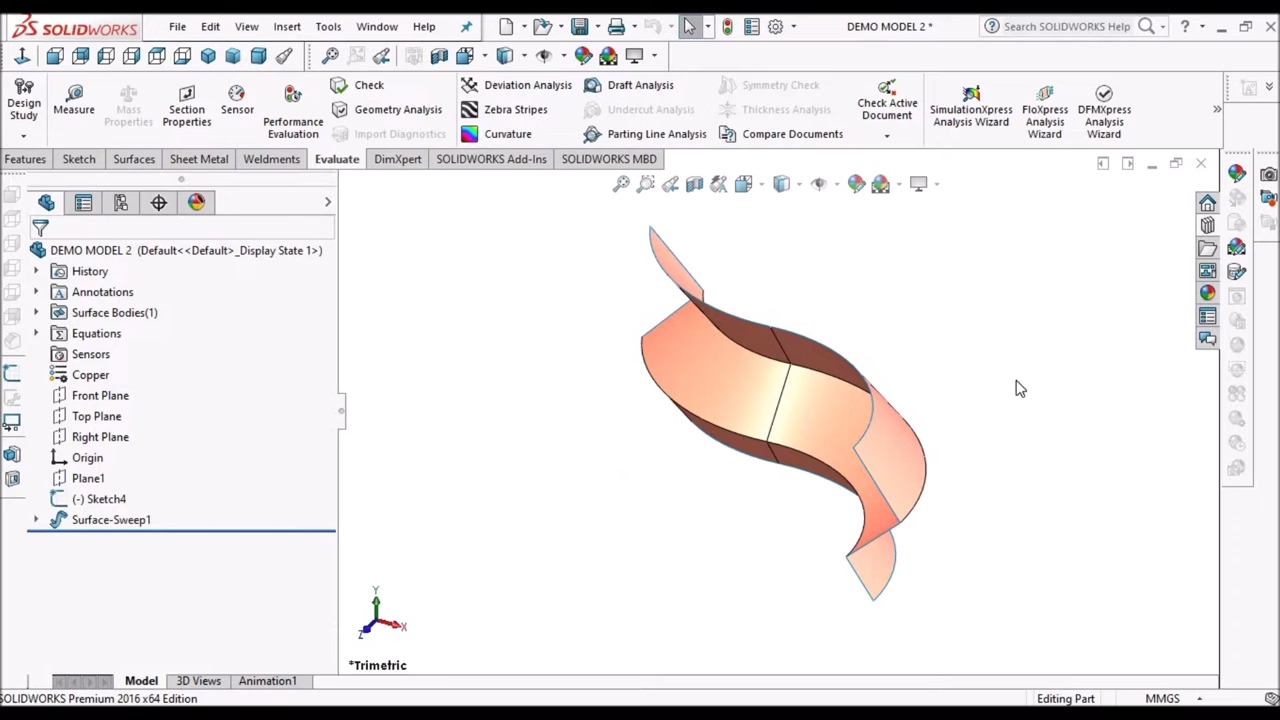 DS SOLIDWORKS File Edit View Insert Tools Window Help DEMO MODEL 2 * Search SOLIDWORKS Help ?
Design Study
Measure
Mass Properties
Section Properties
Sensor
Performance Evaluation
Check
Geometry Analysis
Import Diagnostics
Deviation Analysis
Zebra Stripes
Curvature
Draft Analysis
Undercut Analysis
Parting Line Analysis
Symmetry Check
Thickness Analysis
Compare Documents
Check Active Document
SimulationXpress Analysis Wizard
FloXpress Analysis Wizard
DFMXpress Analysis Wizard
Features Sketch Surfaces Sheet Metal Weldments Evaluate DimXpert SOLIDWORKS Add-Ins SOLIDWORKS MBD
DEMO MODEL 2 (Default<<Default>_Display State 1>)
History
Annotations
Surface Bodies(1)
Equations
Sensors
Copper
Front Plane
Top Plane
Right Plane
Origin
Plane1
(-) Sketch4
Surface-Sweep1
Y
X
Z
*Trimetric
Model 3D Views Animation1
SOLIDWORKS Premium 2016 x64 Edition Editing Part MMGS